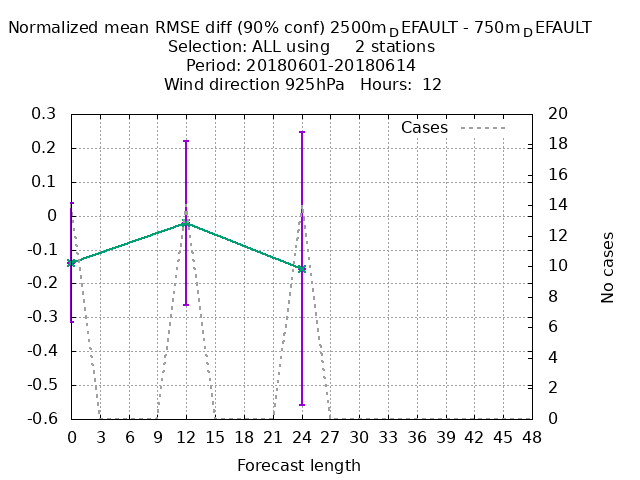 Normalized mean RMSE diff (90% conf) 2500m_DEFAULT - 750m_DEFAULT
Selection: ALL using     2 stations
Period: 20180601-20180614
Wind direction 925hPa   Hours:  12
Cases
0.3
0.2
0.1
0
-0.1
-0.2
-0.3
-0.4
-0.5
-0.6
20
18
16
14
12
10
8
6
4
2
0
No cases
0 3 6 9 12 15 18 21 24 27 30 33 36 39 42 45 48
Forecast length